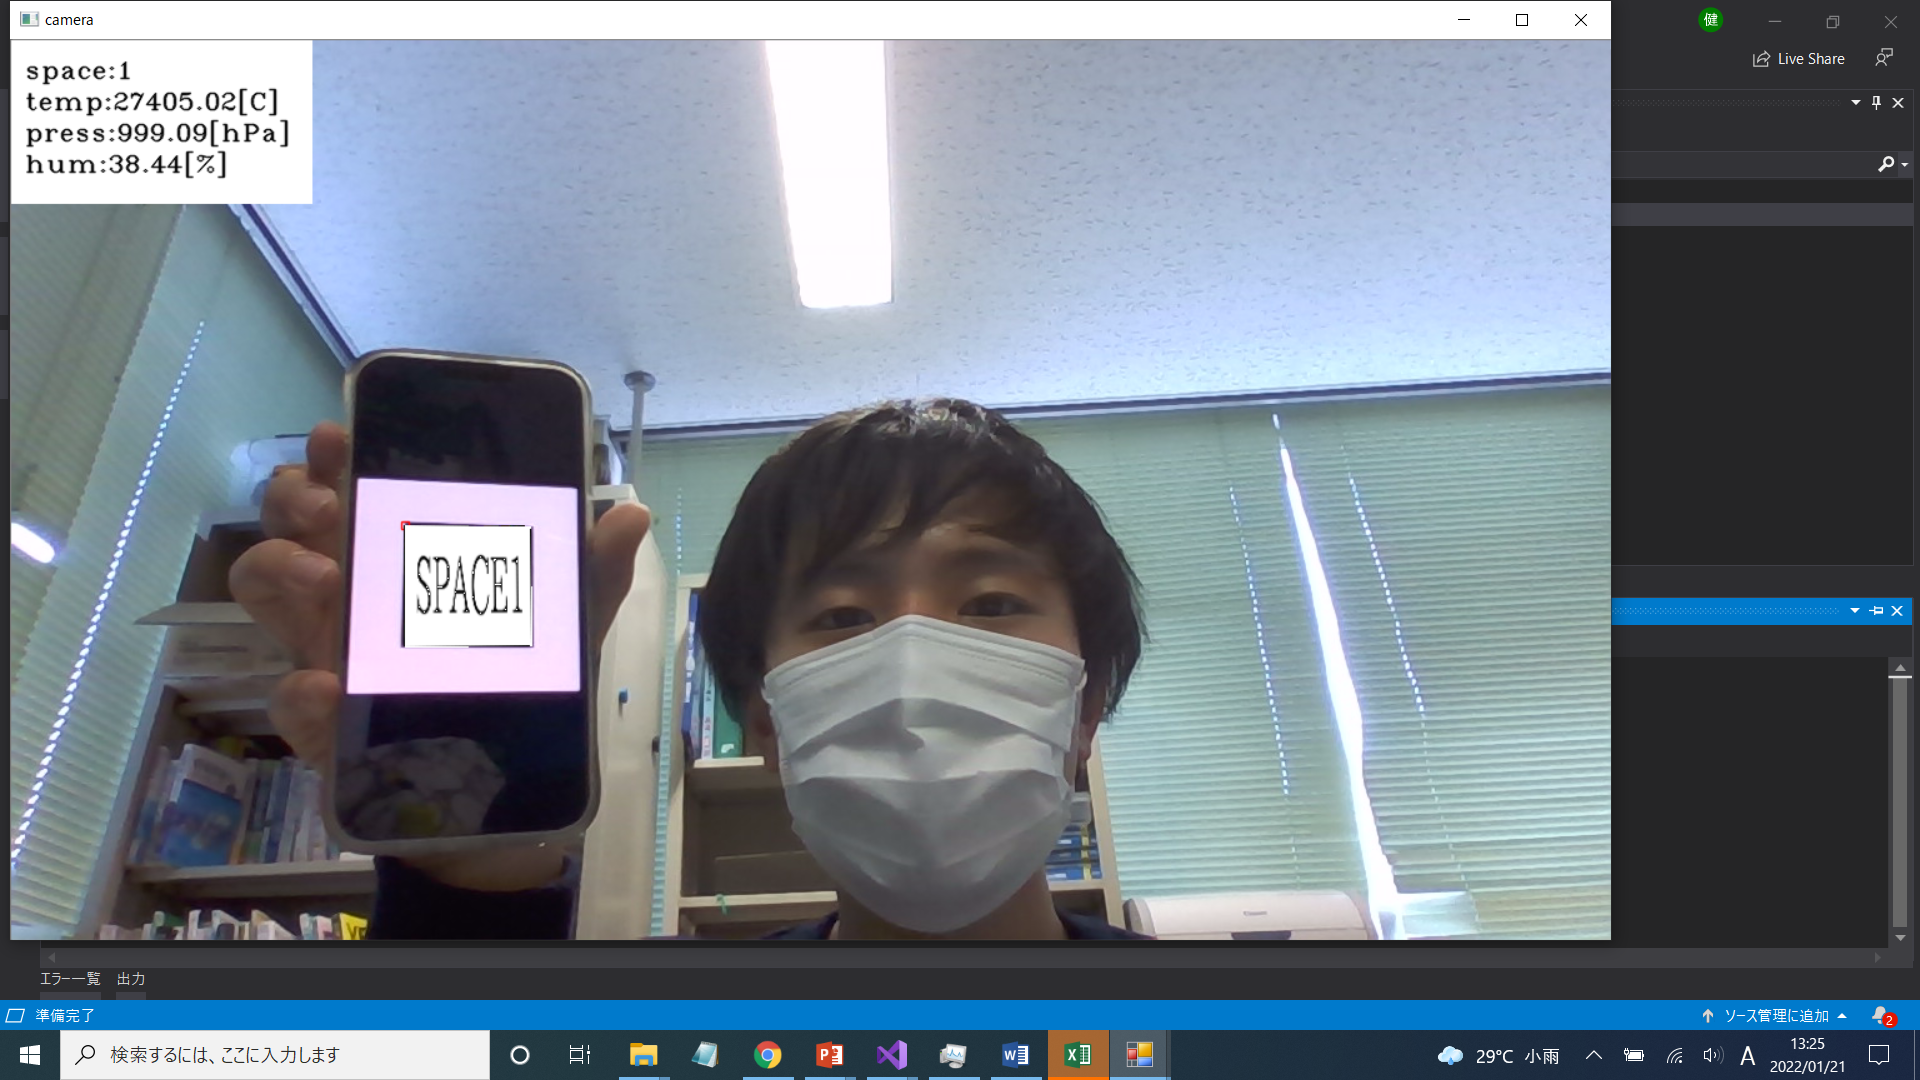 camera
space:1
temp:27405.02[C]
press:999.09[hPa]
hum:38.44[%]
健
Live Share
SPACE1
エラー一覧 出力
準備完了
ソース管理に追加
2
検索するには、ここに入力します
29°C 小雨
A
13:25
2022/01/21